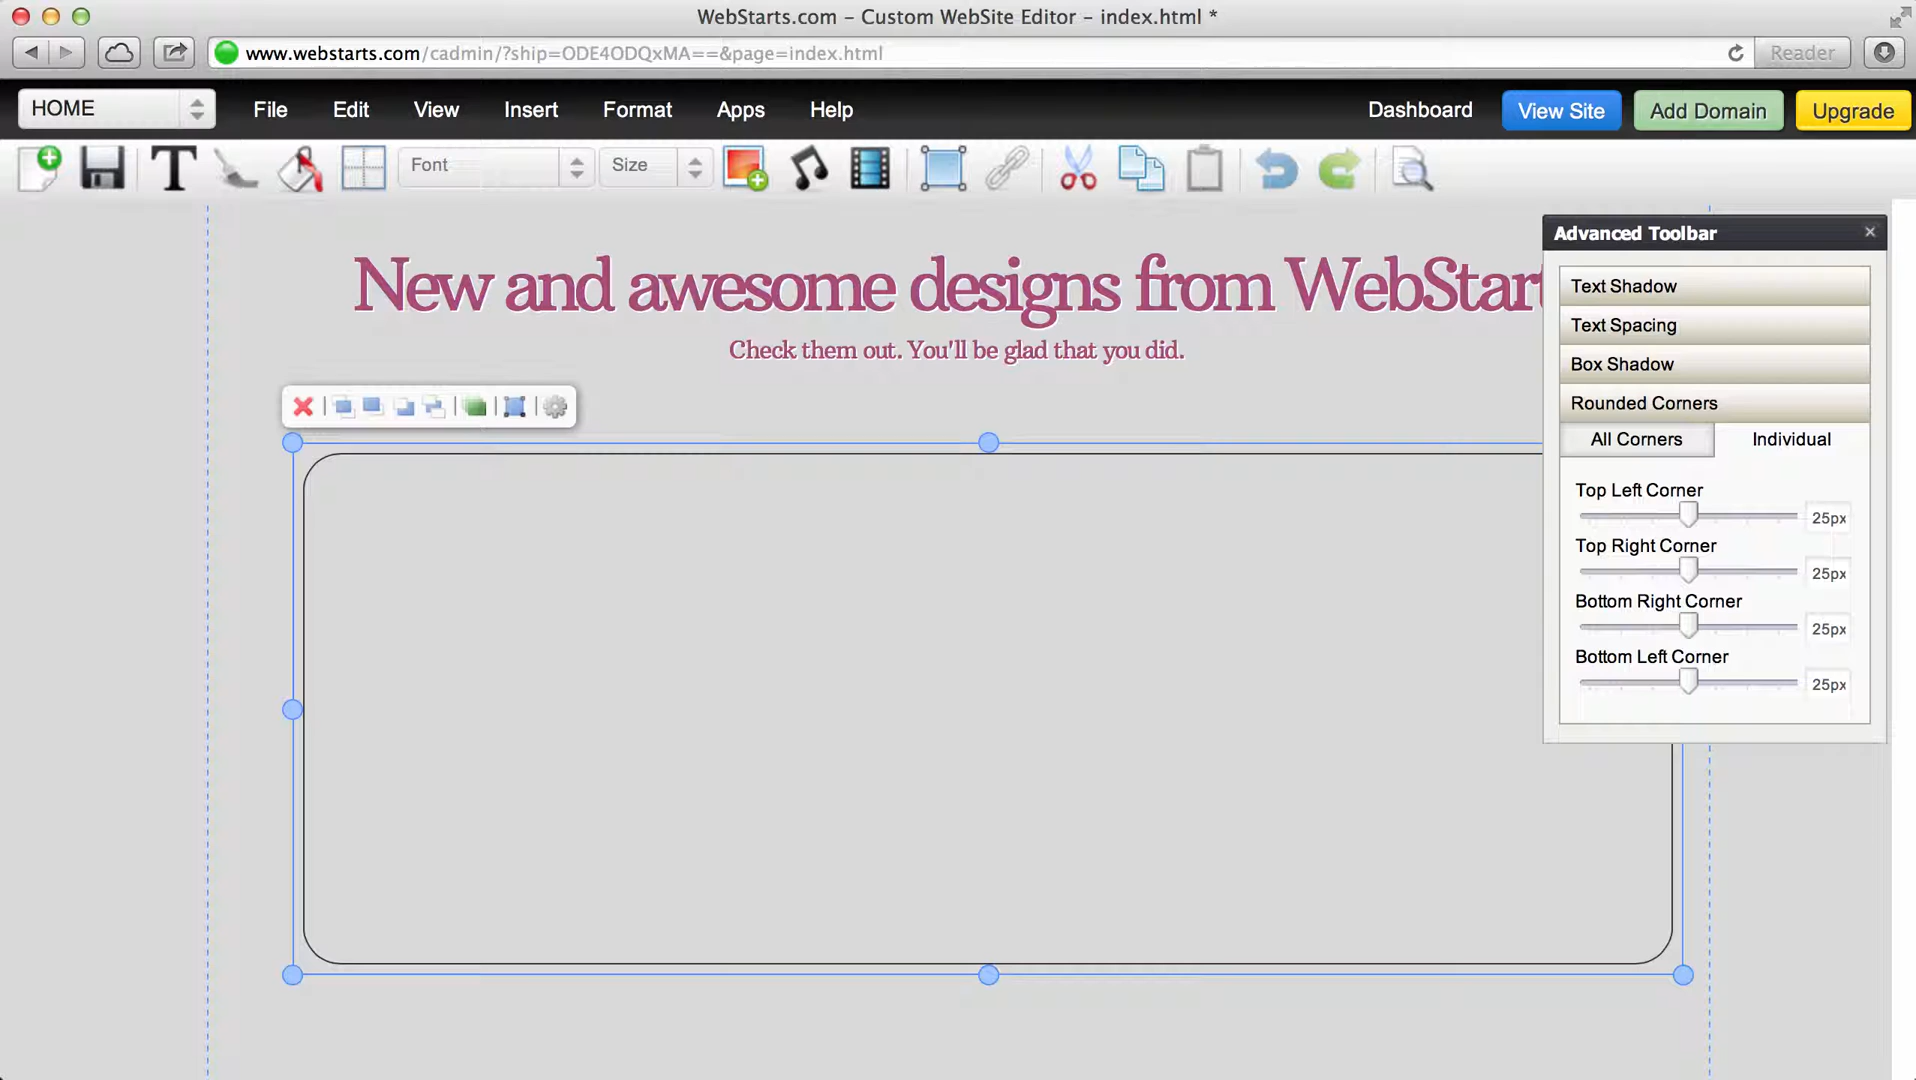 WebStarts.com – Custom WebSite Editor – index.html *
www.webstarts.com/cadmin/?ship=ODE4ODQxMA==&page=index.html
Reader
HOME
File
Edit
View
Insert
Format
Apps
Help
Dashboard
View Site
Add Domain
Upgrade
T
Font
Size
Advanced Toolbar
New and awesome designs from WebStart
Check them out. You'll be glad that you did.
Text Shadow
Text Spacing
Box Shadow
Rounded Corners
All Corners
Individual
Top Left Corner
25px
Top Right Corner
25px
Bottom Right Corner
25px
Bottom Left Corner
25px